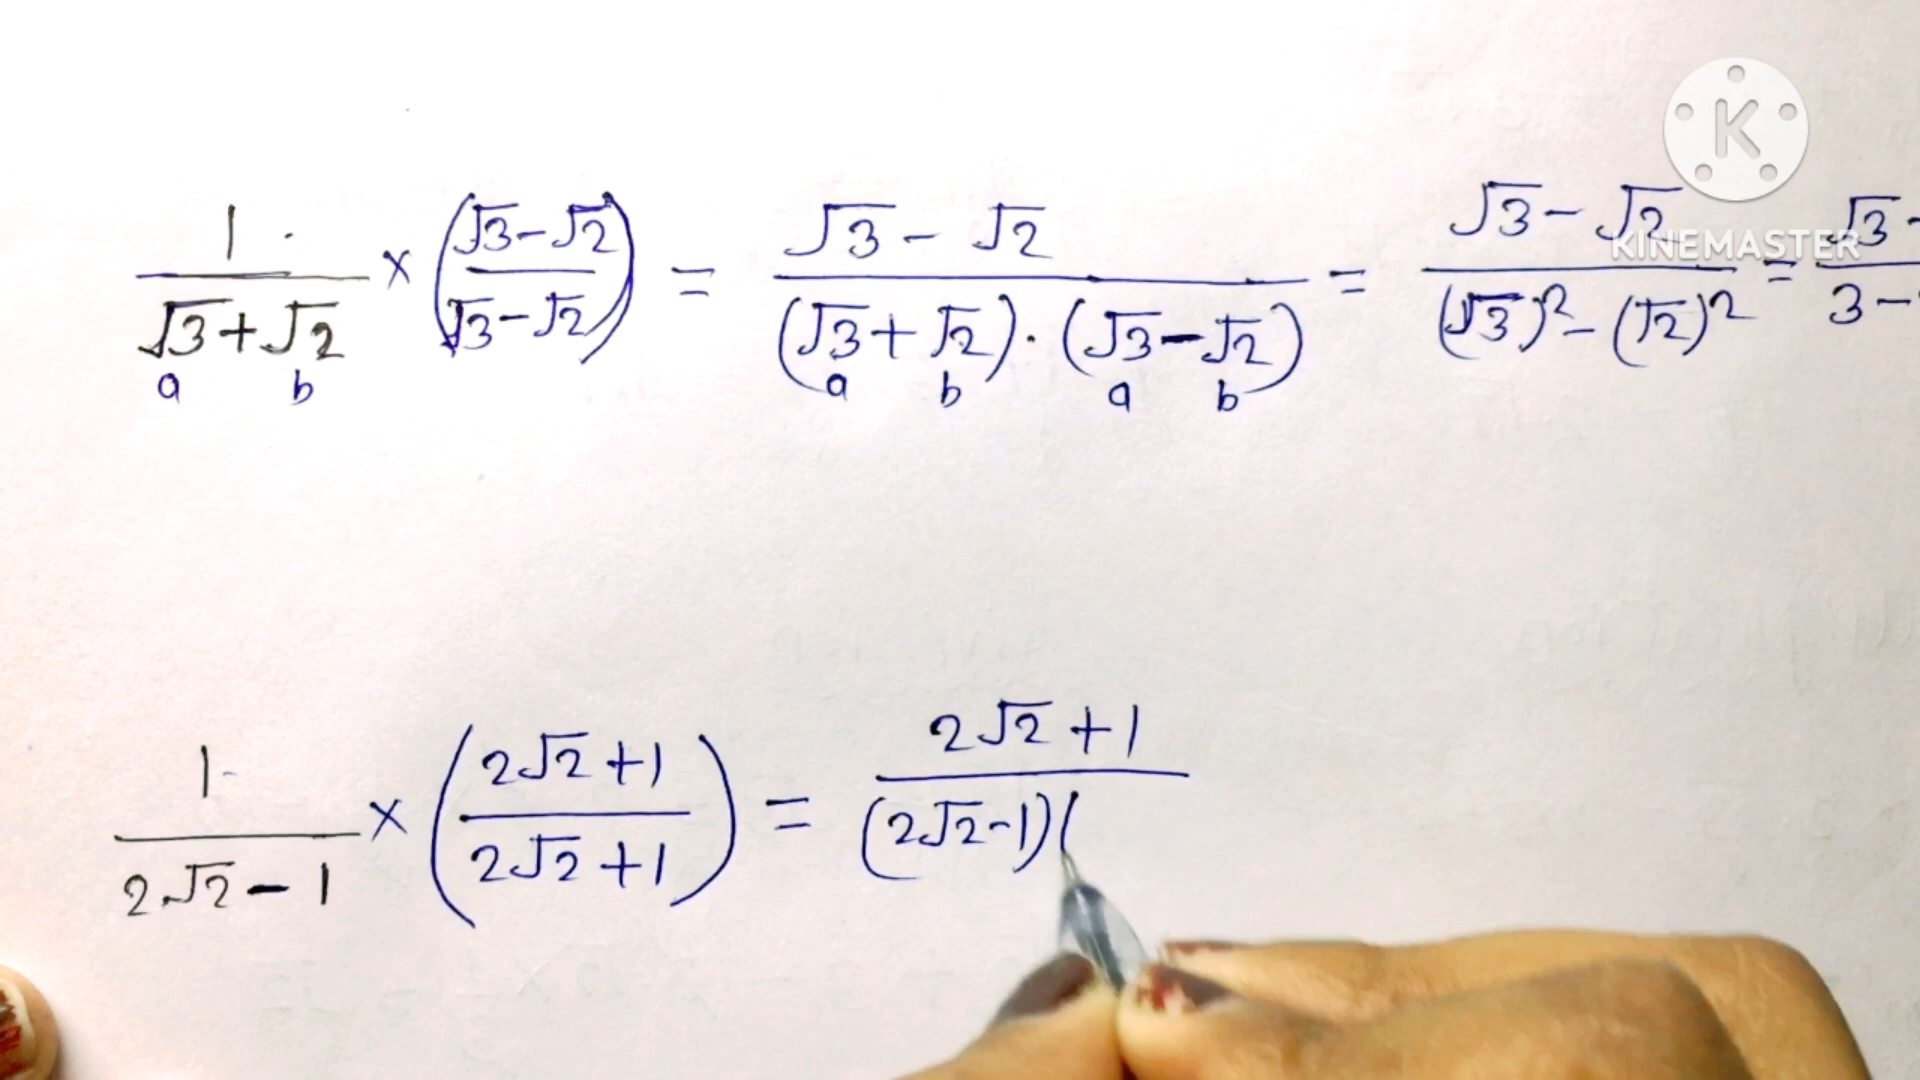 1/(√3+√2) × ((√3-√2)/(√3-√2)) = (√3-√2)/((√3+√2)·(√3-√2)) = (√3-√2)/((√3)²-(√2)²) = √3-/3-
a b a b a b
K
KINEMASTER
1/(2√2-1) × ((2√2+1)/(2√2+1)) = (2√2+1)/(2√2-1)(